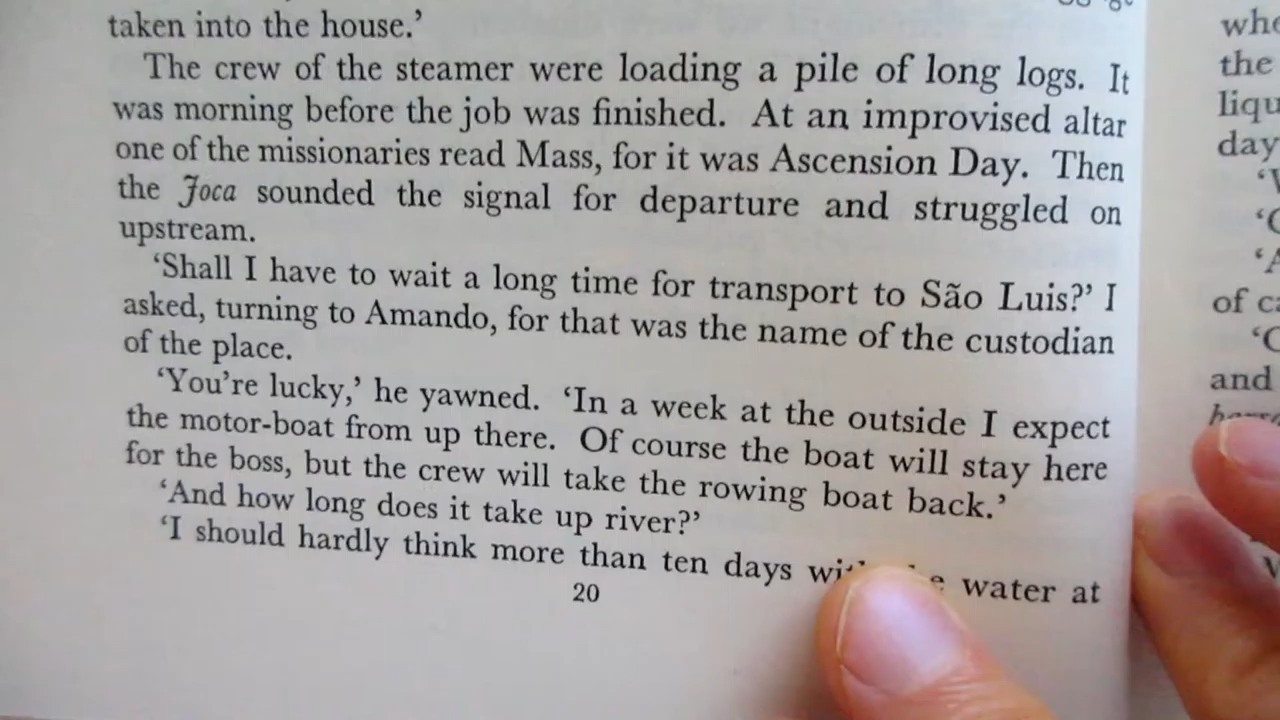 taken into the house.’
The crew of the steamer were loading a pile of long logs. It
was morning before the job was finished. At an improvised altar
one of the missionaries read Mass, for it was Ascension Day. Then
the Joca sounded the signal for departure and struggled on
upstream.
‘Shall I have to wait a long time for transport to São Luis?’ I
asked, turning to Amando, for that was the name of the custodian
of the place.
‘You’re lucky,’ he yawned. ‘In a week at the outside I expect
the motor-boat from up there. Of course the boat will stay here
for the boss, but the crew will take the rowing boat back.’
‘And how long does it take up river?’
‘I should hardly think more than ten days water at
20
the
day
of
and